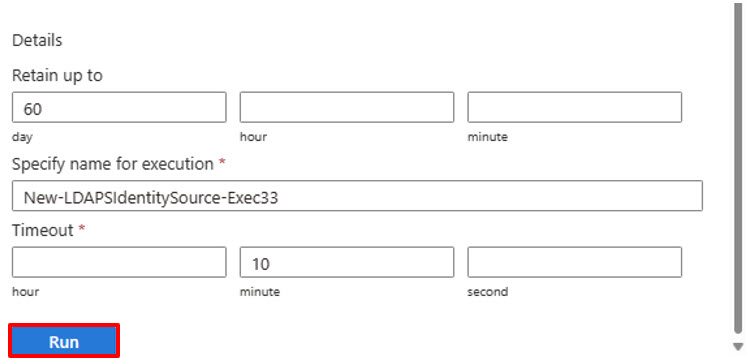 Details
Retain up to
60
day hour minute
Specify name for execution *
New-LDAPSIdentitySource-Exec33
Timeout *
10
hour minute second
Run